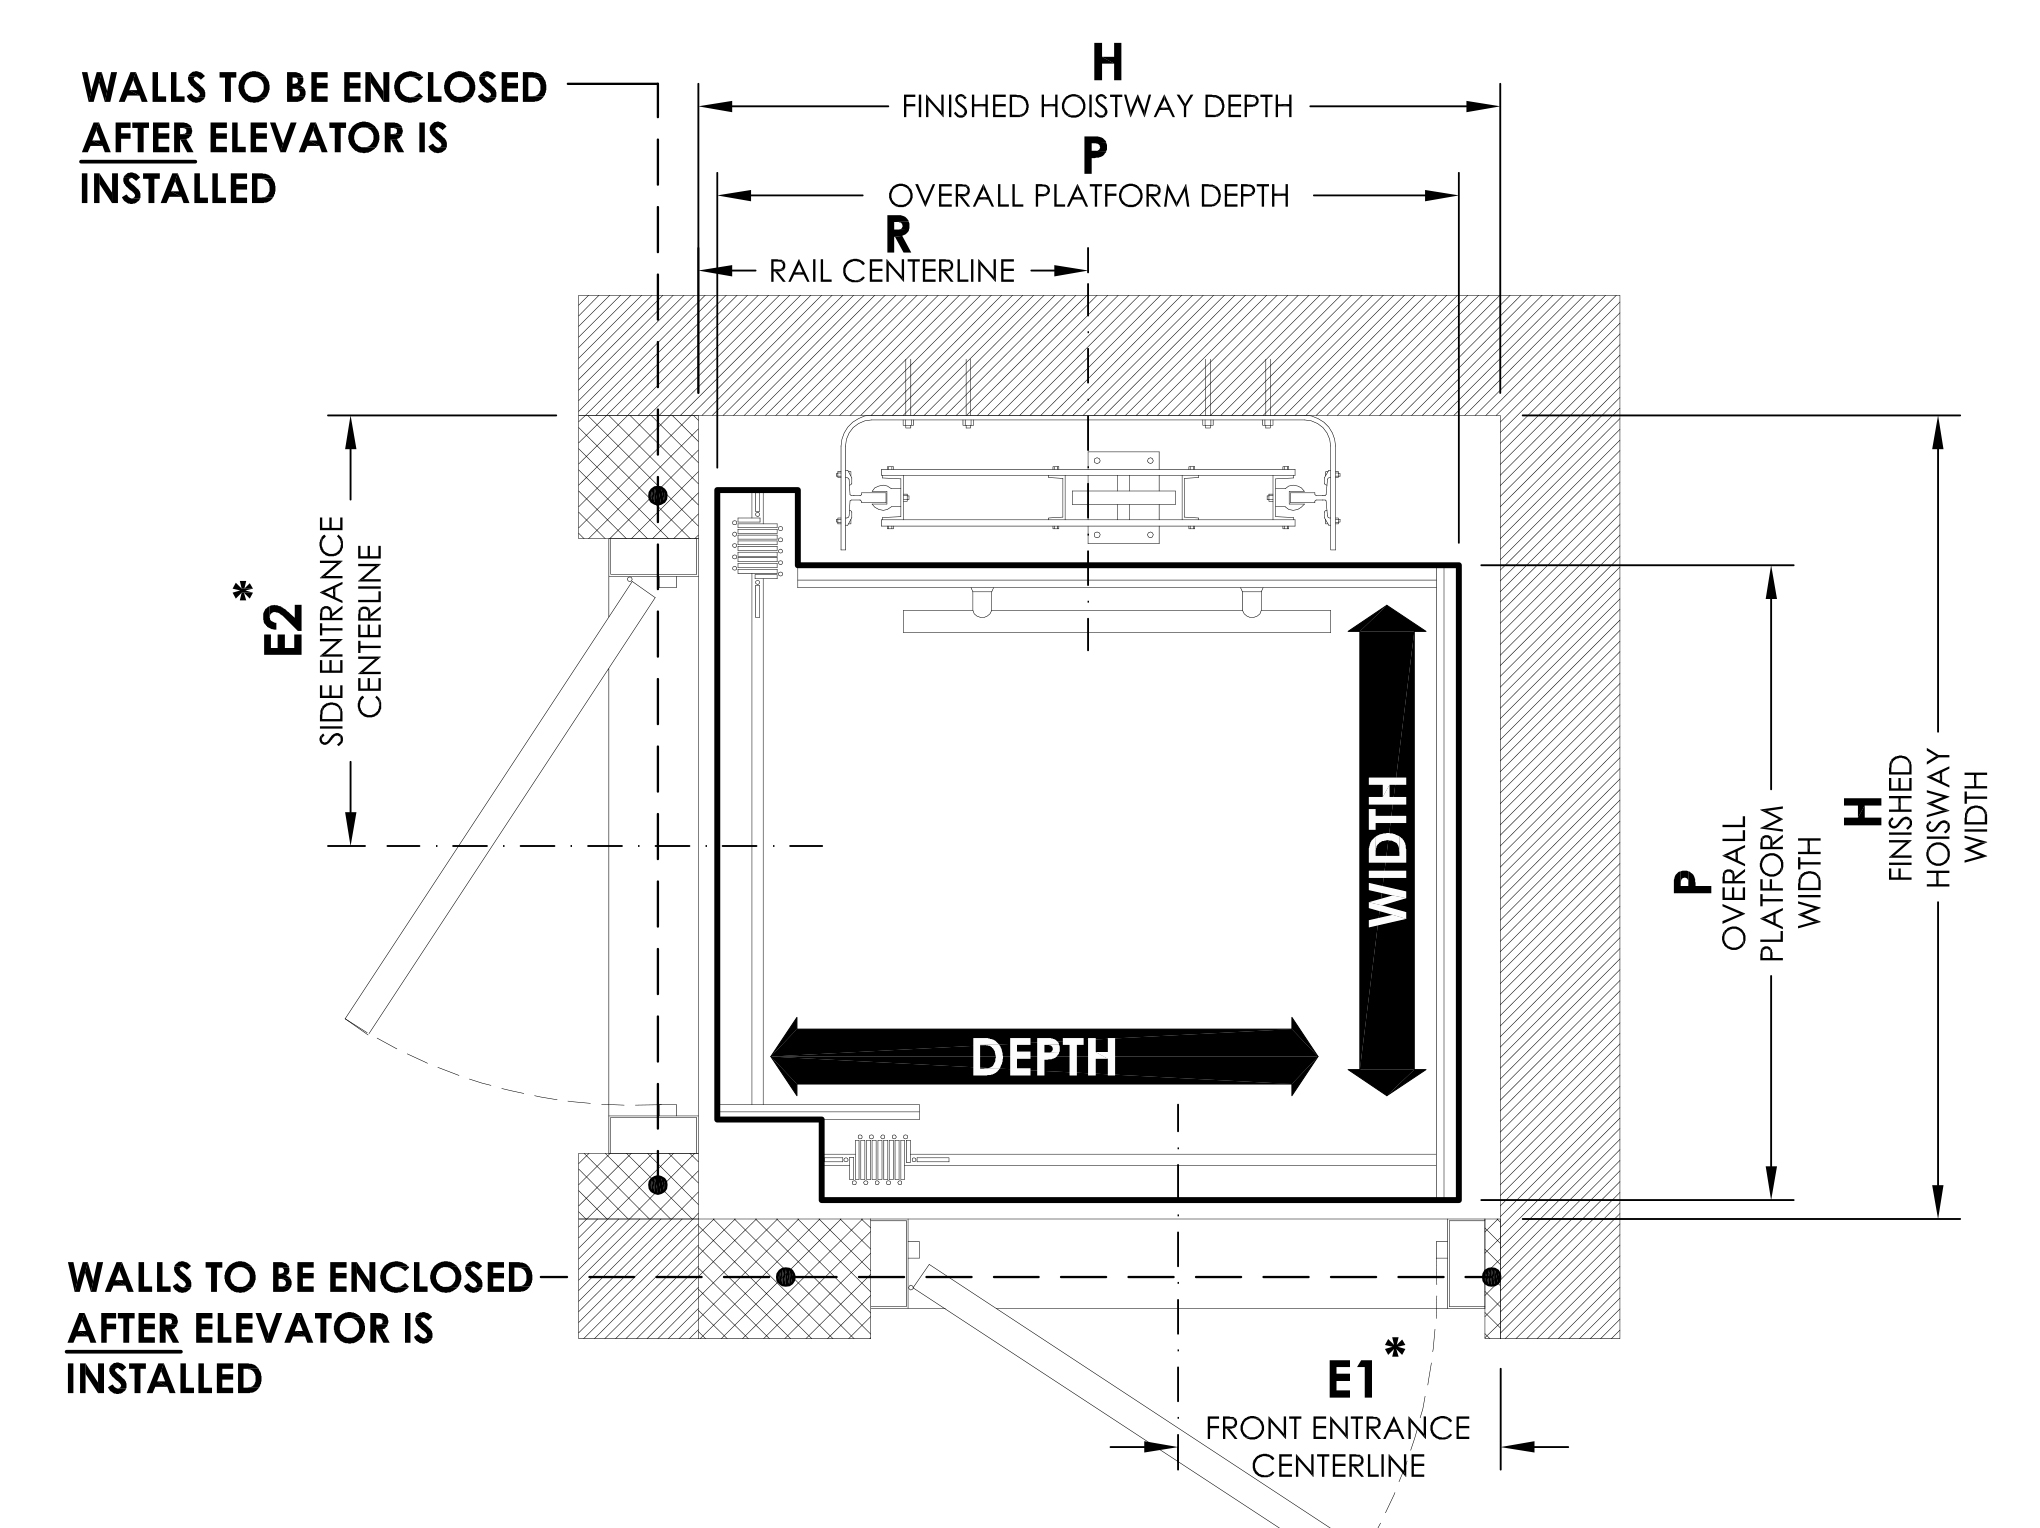 WALLS TO BE ENCLOSED
AFTER ELEVATOR IS
INSTALLED
H
FINISHED HOISTWAY DEPTH
P
OVERALL PLATFORM DEPTH
R
RAIL CENTERLINE
E2*
SIDE ENTRANCE
CENTERLINE
WIDTH
DEPTH
P
OVERALL
PLATFORM
WIDTH
H
FINISHED
HOISWAY
WIDTH
WALLS TO BE ENCLOSED
AFTER ELEVATOR IS
INSTALLED
E1*
FRONT ENTRANCE
CENTERLINE